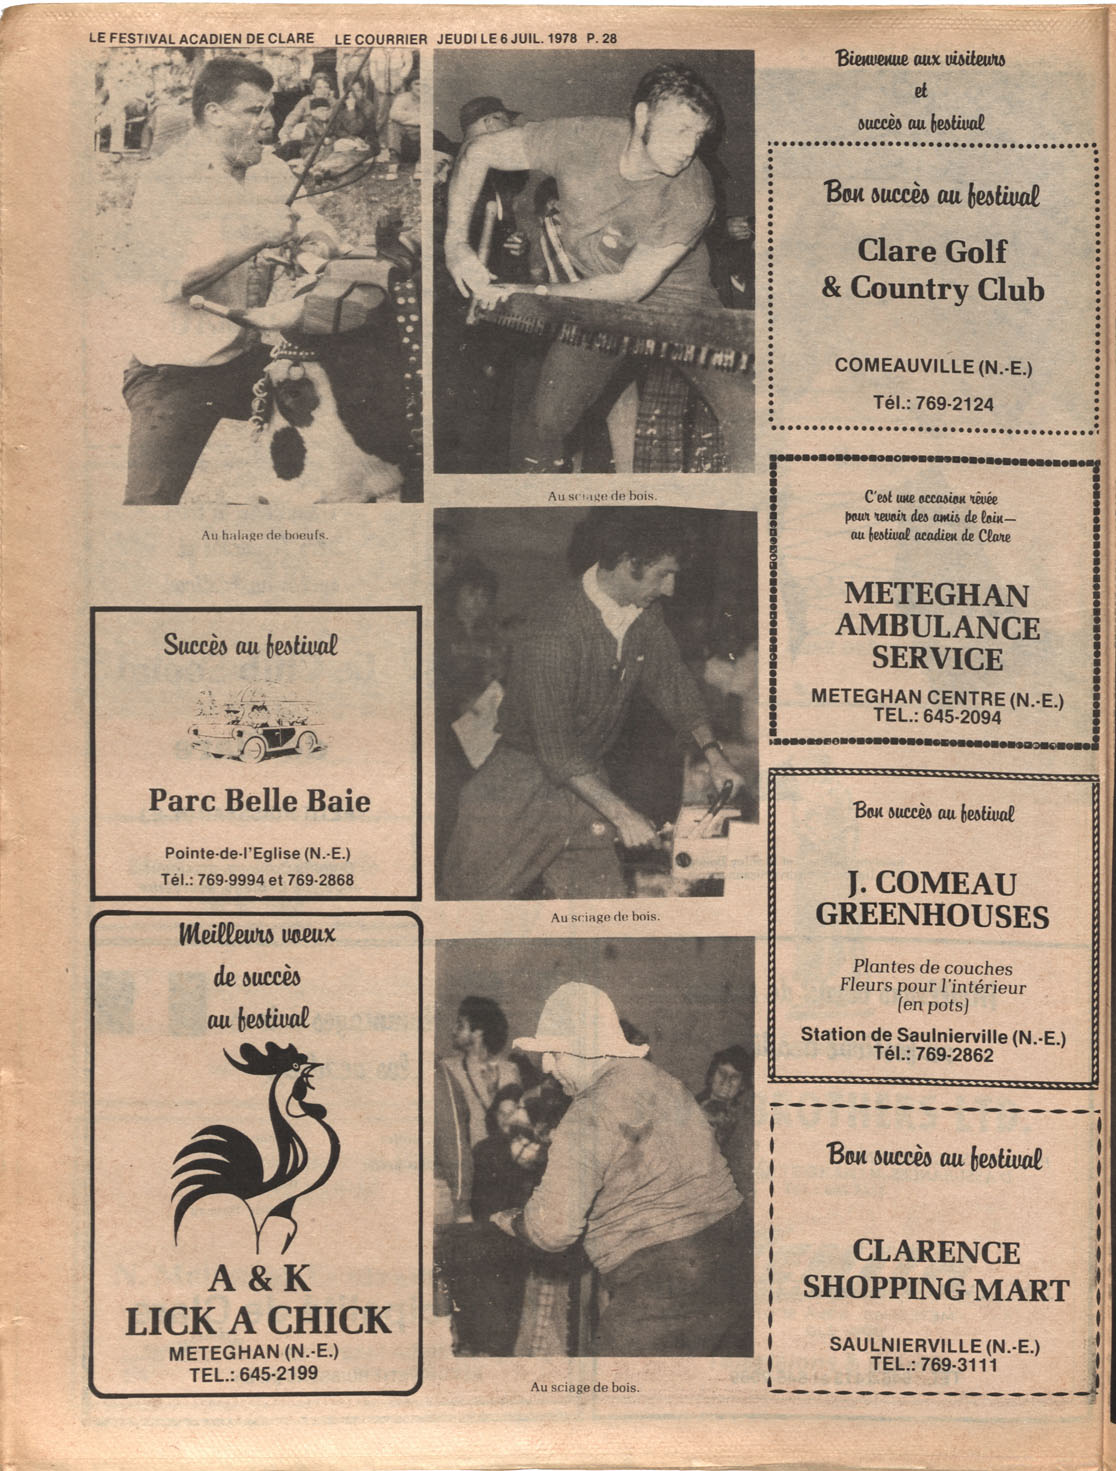 LE FESTIVAL ACADIEN DE CLARE LE COURRIER JEUDI LE 6 JUIL. 1978 P. 28
Au halage de boeufs.
Succès au festival
Parc Belle Baie
Pointe-de-l'Eglise (N.-E.)
Tél.: 769-9994 et 769-2868
Meilleurs voeux
de succès
au festival
A & K
LICK A CHICK
METEGHAN (N.-E.)
TEL.: 645-2199
Au sciage de bois.
Au sciage de bois.
Au sciage de bois.
Bienvenue aux visiteurs
et
succès au festival
Bon succès au festival
Clare Golf
& Country Club
COMEAUVILLE (N.-E.)
Tél.: 769-2124
C'est une occasion rêvée
pour revoir des amis de loin—
au festival acadien de Clare
METEGHAN
AMBULANCE
SERVICE
METEGHAN CENTRE (N.-E.)
TEL.: 645-2094
Bon succès au festival
J. COMEAU
GREENHOUSES
Plantes de couches
Fleurs pour l'intérieur
(en pots)
Station de Saulnierville (N.-E.)
Tél.: 769-2862
Bon succès au festival
CLARENCE
SHOPPING MART
SAULNIERVILLE (N.-E.)
TEL.: 769-3111